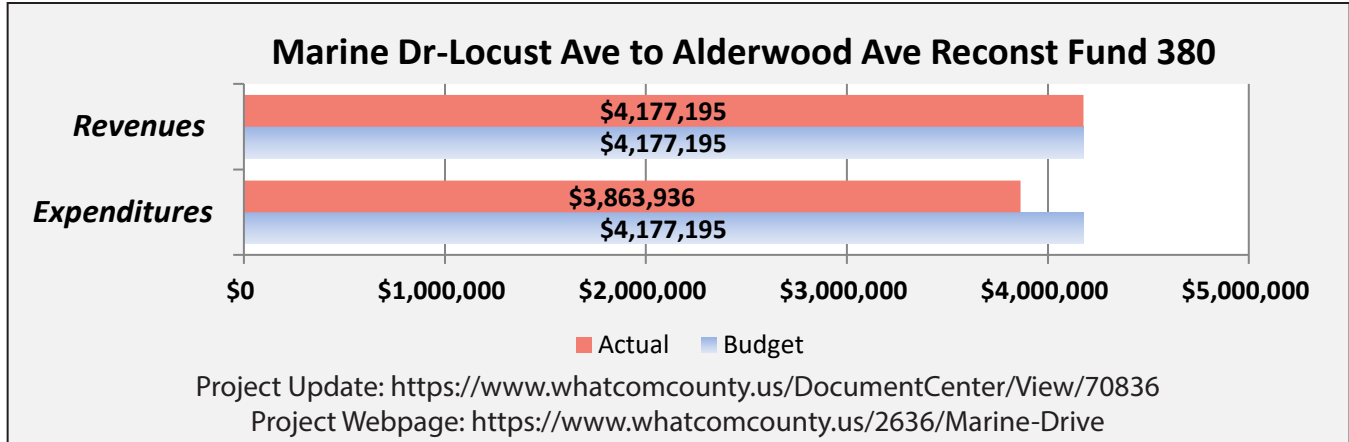 Marine Dr-Locust Ave to Alderwood Ave Reconst Fund 380
Revenues
$4,177,195
$4,177,195
Expenditures
$3,863,936
$4,177,195
$0 $1,000,000 $2,000,000 $3,000,000 $4,000,000 $5,000,000
Actual Budget
Project Update: https://www.whatcomcounty.us/DocumentCenter/View/70836
Project Webpage: https://www.whatcomcounty.us/2636/Marine-Drive